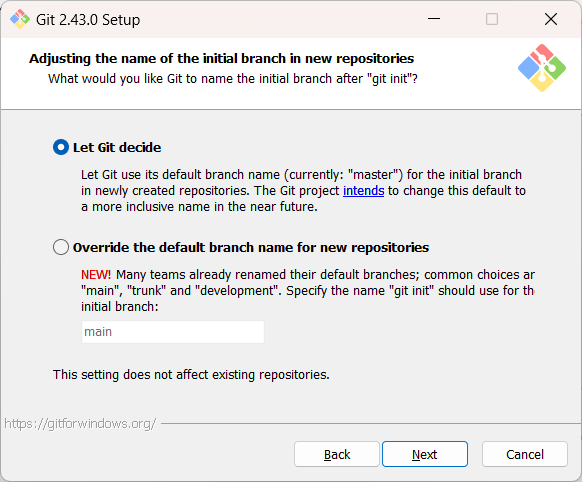 Git 2.43.0 Setup
Adjusting the name of the initial branch in new repositories
What would you like Git to name the initial branch after "git init"?
Let Git decide
Let Git use its default branch name (currently: "master") for the initial branch
in newly created repositories. The Git project intends to change this default to
a more inclusive name in the near future.
Override the default branch name for new repositories
NEW! Many teams already renamed their default branches; common choices ar
"main", "trunk" and "development". Specify the name "git init" should use for the
initial branch:
main
This setting does not affect existing repositories.
https://gitforwindows.org/
Back
Next
Cancel